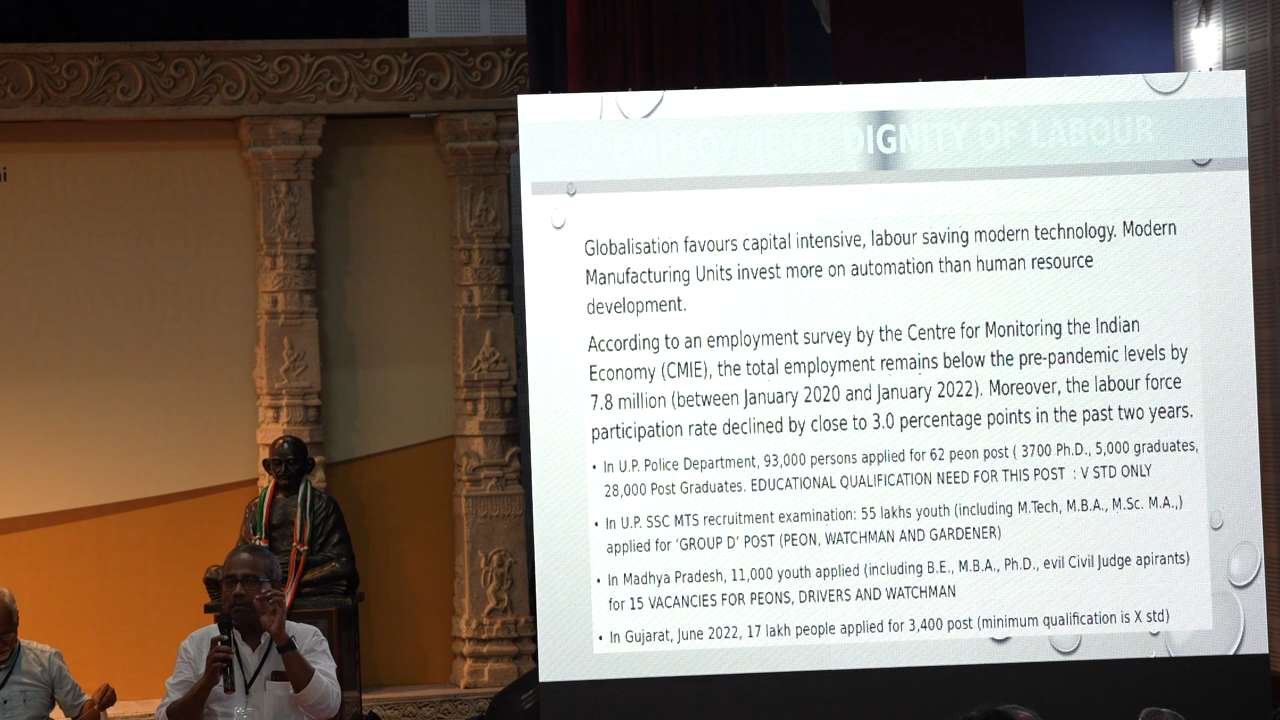 DIGNITY OF LABOUR
Globalisation favours capital intensive, labour saving modern technology. Modern
Manufacturing Units invest more on automation than human resource
development.
According to an employment survey by the Centre for Monitoring the Indian
Economy (CMIE), the total employment remains below the pre-pandemic levels by
7.8 million (between January 2020 and January 2022). Moreover, the labour force
participation rate declined by close to 3.0 percentage points in the past two years.
• In U.P. Police Department, 93,000 persons applied for 62 peon post ( 3700 Ph.D., 5,000 graduates,
28,000 Post Graduates. EDUCATIONAL QUALIFICATION NEED FOR THIS POST : V STD ONLY
• In U.P. SSC MTS recruitment examination: 55 lakhs youth (including M.Tech, M.B.A., M.Sc. M.A.,)
applied for ‘GROUP D’ POST (PEON, WATCHMAN AND GARDENER)
• In Madhya Pradesh, 11,000 youth applied (including B.E., M.B.A., Ph.D., evil Civil Judge apirants)
for 15 VACANCIES FOR PEONS, DRIVERS AND WATCHMAN
• In Gujarat, June 2022, 17 lakh people applied for 3,400 post (minimum qualification is X std)